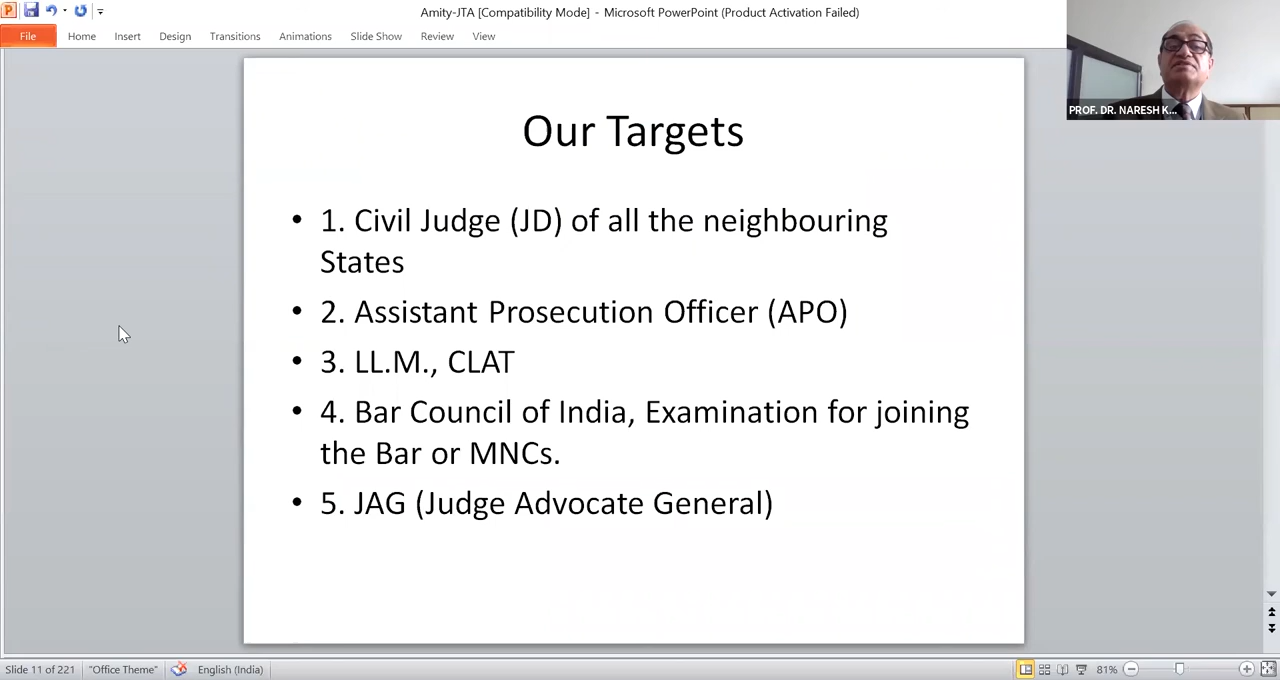 Amity-JTA [Compatibility Mode] - Microsoft PowerPoint (Product Activation Failed)
File Home Insert Design Transitions Animations Slide Show Review View
PROF. DR. NARESH K...
Our Targets
• 1. Civil Judge (JD) of all the neighbouring
States
• 2. Assistant Prosecution Officer (APO)
• 3. LL.M., CLAT
• 4. Bar Council of India, Examination for joining
the Bar or MNCs.
• 5. JAG (Judge Advocate General)
Slide 11 of 221 "Office Theme" English (India) 81%